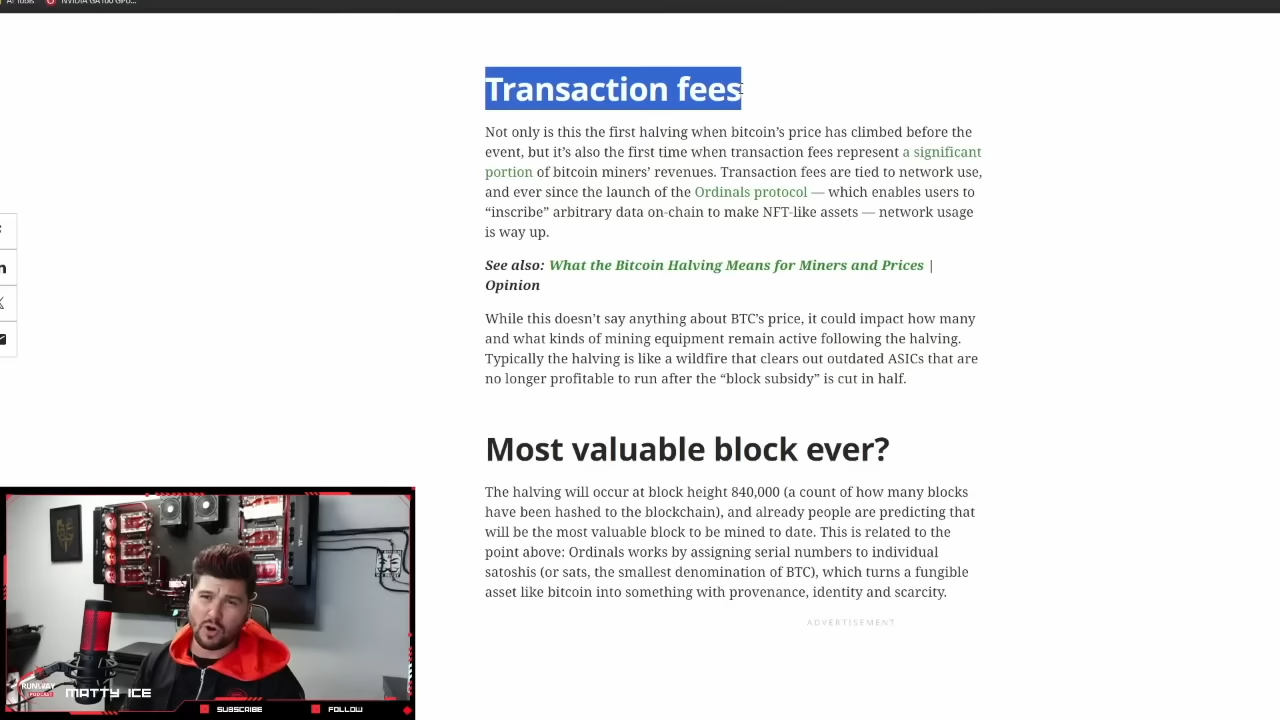 Transaction fees
Not only is this the first halving when bitcoin’s price has climbed before the
event, but it’s also the first time when transaction fees represent a significant
portion of bitcoin miners’ revenues. Transaction fees are tied to network use,
and ever since the launch of the Ordinals protocol — which enables users to
“inscribe” arbitrary data on-chain to make NFT-like assets — network usage
is way up.
See also: What the Bitcoin Halving Means for Miners and Prices |
Opinion
While this doesn’t say anything about BTC’s price, it could impact how many
and what kinds of mining equipment remain active following the halving.
Typically the halving is like a wildfire that clears out outdated ASICs that are
no longer profitable to run after the “block subsidy” is cut in half.
Most valuable block ever?
The halving will occur at block height 840,000 (a count of how many blocks
have been hashed to the blockchain), and already people are predicting that
will be the most valuable block to be mined to date. This is related to the
point above: Ordinals works by assigning serial numbers to individual
satoshis (or sats, the smallest denomination of BTC), which turns a fungible
asset like bitcoin into something with provenance, identity and scarcity.
ADVERTISEMENT
RUNWAY
PODCAST
MATTY ICE
SUBSCRIBE
FOLLOW